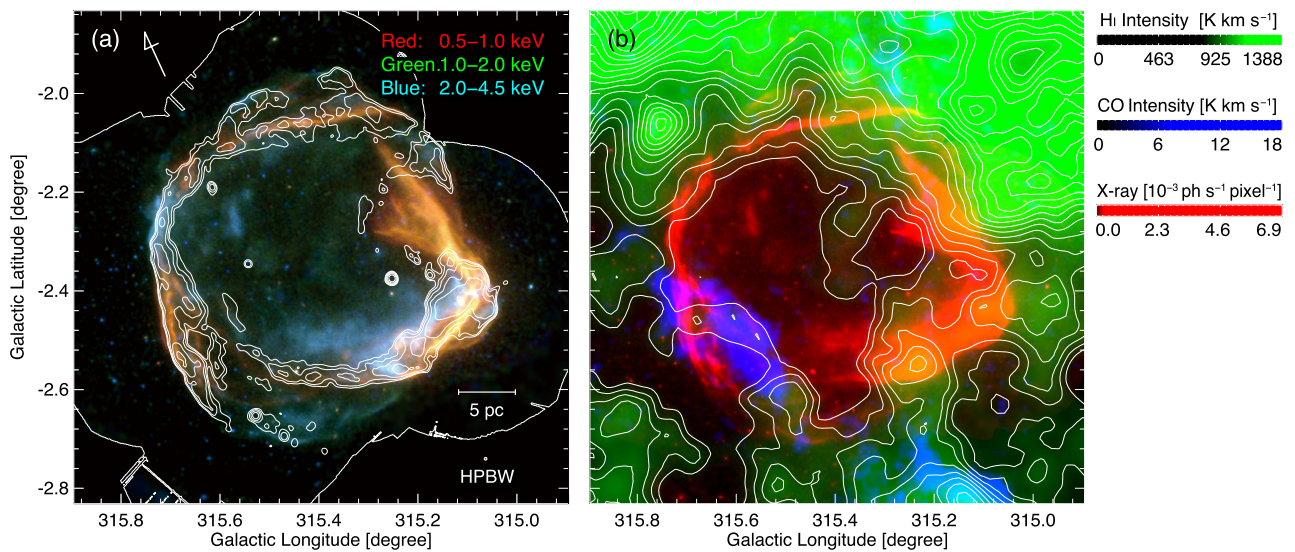 (a)
Red: 0.5–1.0 keV
Green: 1.0–2.0 keV
Blue: 2.0–4.5 keV
5 pc
HPBW
-2.0
-2.2
-2.4
-2.6
-2.8
Galactic Latitude [degree]
315.8 315.6 315.4 315.2 315.0
Galactic Longitude [degree]
(b)
315.8 315.6 315.4 315.2 315.0
Galactic Longitude [degree]
HI Intensity [K km s⁻¹]
0 463 925 1388
CO Intensity [K km s⁻¹]
0 6 12 18
X-ray [10⁻³ ph s⁻¹ pixel⁻¹]
0.0 2.3 4.6 6.9